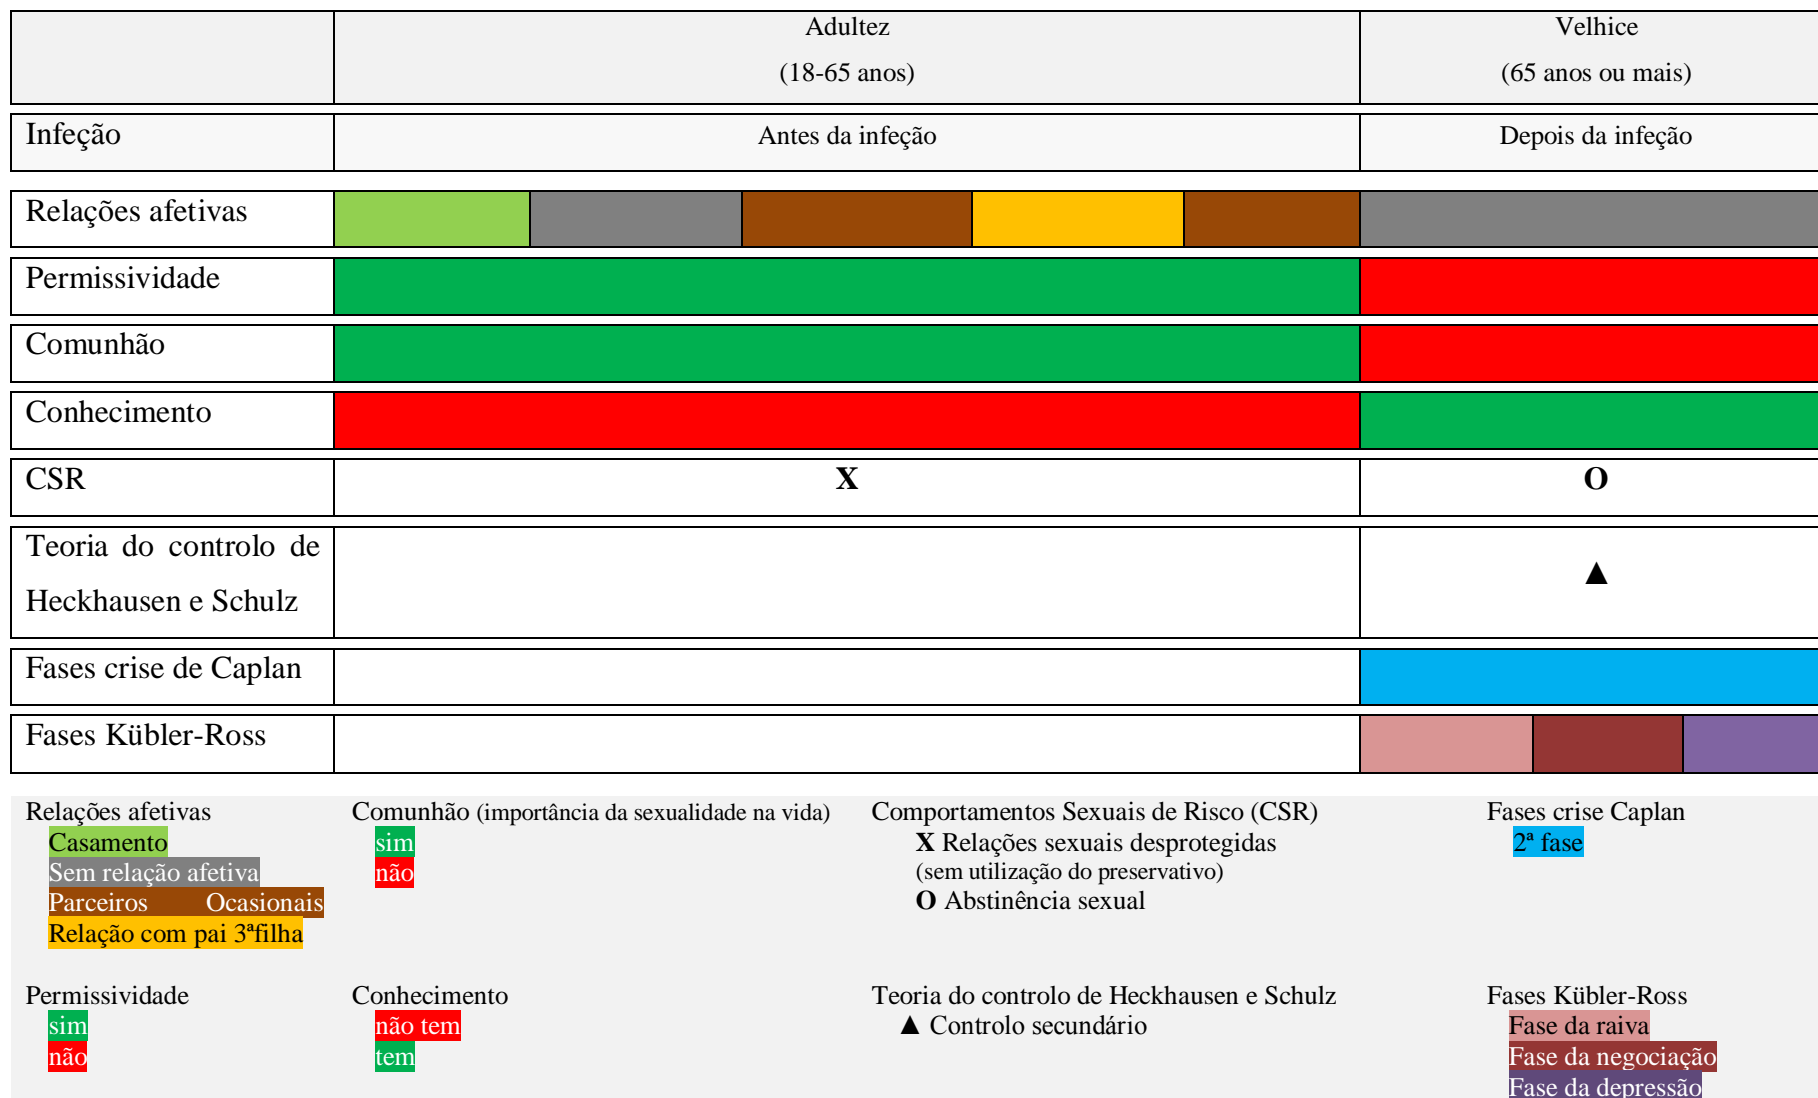 Adultez
(18-65 anos)
Velhice
(65 anos ou mais)
Infeção
Antes da infeção
Depois da infeção
Relações afetivas
Permissividade
Comunhão
Conhecimento
CSR
X
O
Teoria do controlo de
Heckhausen e Schulz
▲
Fases crise de Caplan
Fases Kübler-Ross
Relações afetivas
Casamento
Sem relação afetiva
Parceiros Ocasionais
Relação com pai 3ªfilha
Comunhão (importância da sexualidade na vida)
sim
não
Comportamentos Sexuais de Risco (CSR)
X Relações sexuais desprotegidas
(sem utilização do preservativo)
O Abstinência sexual
Fases crise Caplan
2ª fase
Permissividade
sim
não
Conhecimento
não tem
tem
Teoria do controlo de Heckhausen e Schulz
▲ Controlo secundário
Fases Kübler-Ross
Fase da raiva
Fase da negociação
Fase da depressão